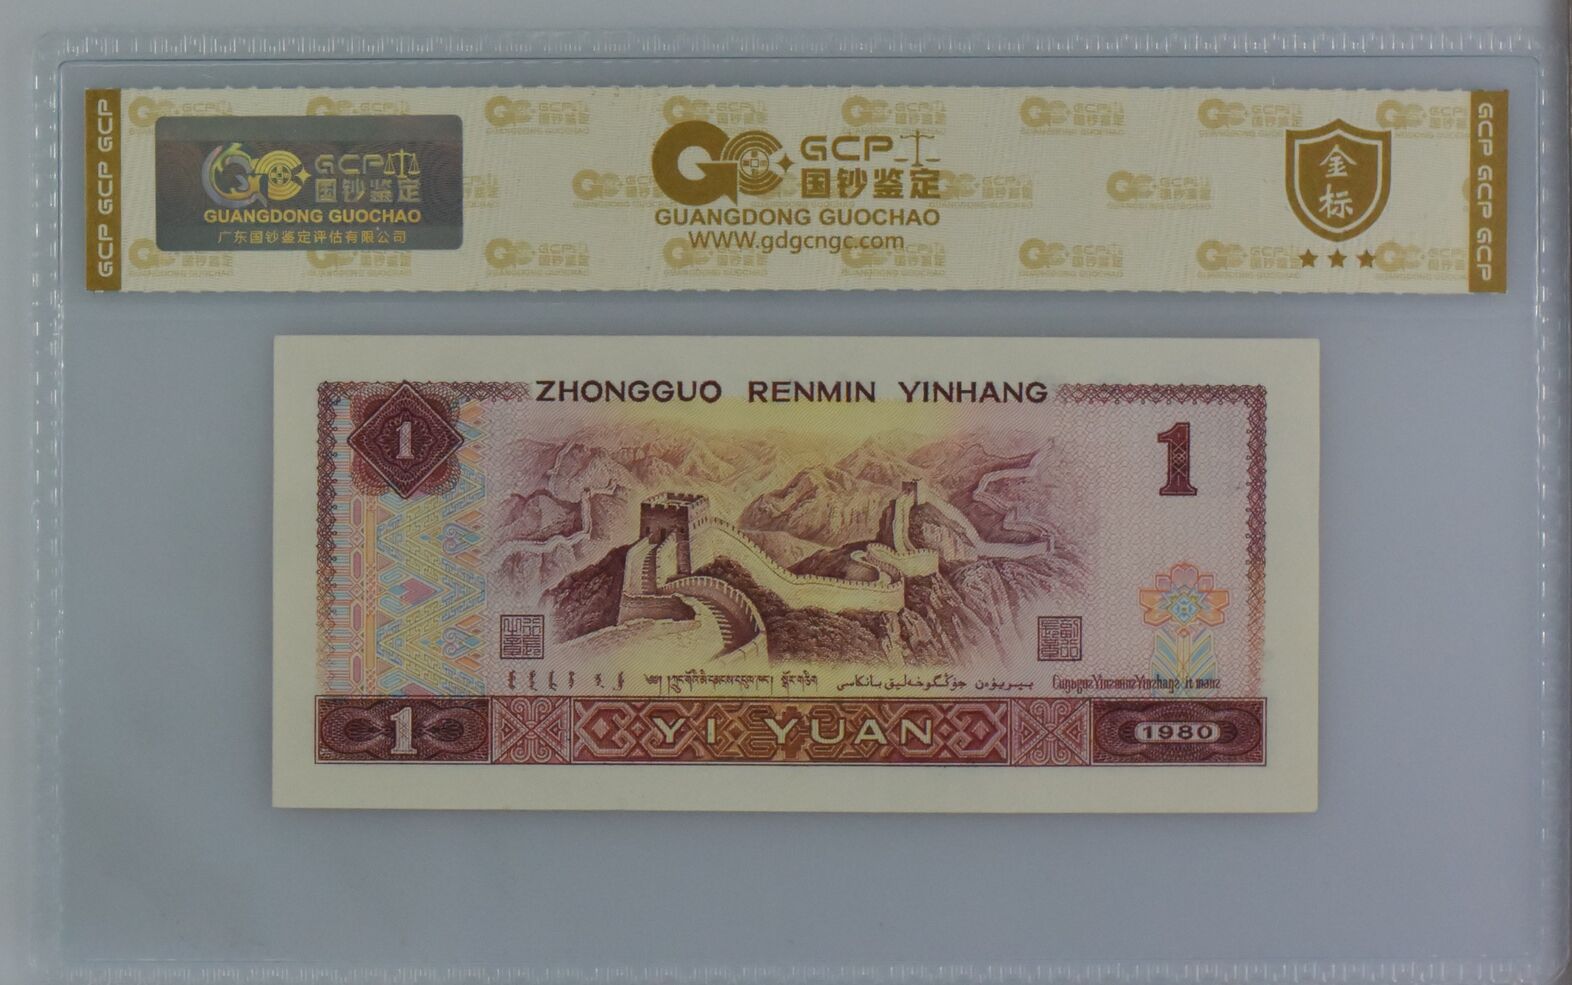 GCP GCP GCP
GCP
国钞鉴定
GUANGDONG GUOCHAO
广东国钞鉴定评估有限公司
GCP
国钞鉴定
GUANGDONG GUOCHAO
WWW.gdgcngc.com
金标
GCP GCP GCP
ZHONGGUO RENMIN YINHANG
1
1
1
YI YUAN
1980